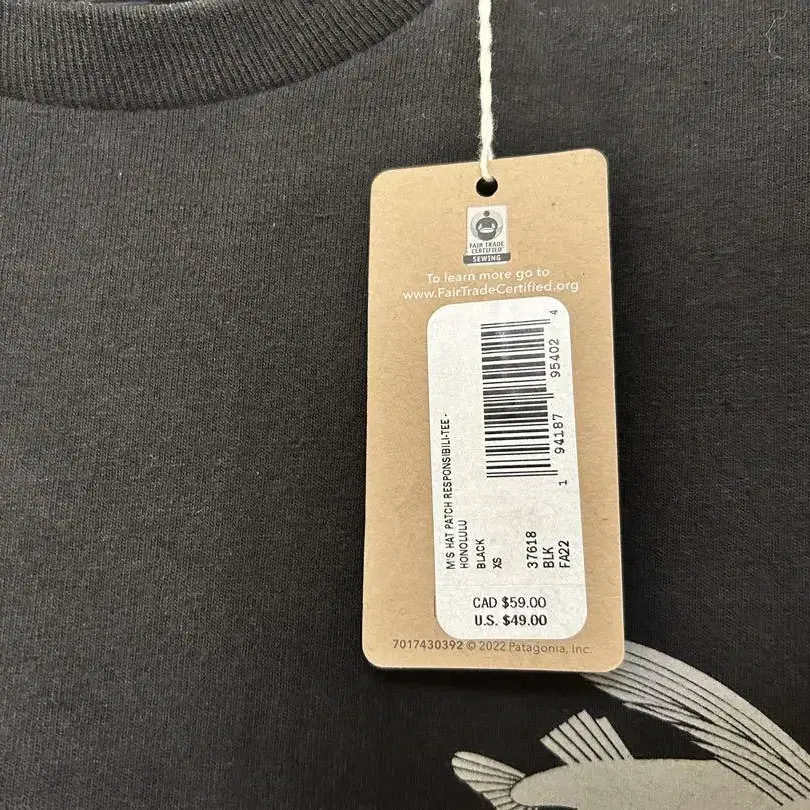 FAIR TRADE
CERTIFIED
SEWING
To learn more go to
www.FairTradeCertified.org
M'S HAT PATCH RESPONSIBILI-TEE -
HONOLULU
BLACK
XS
37618
BLK
FA22
1 94187 95402 4
CAD $59.00
U.S. $49.00
7017430392 © 2022 Patagonia, Inc.